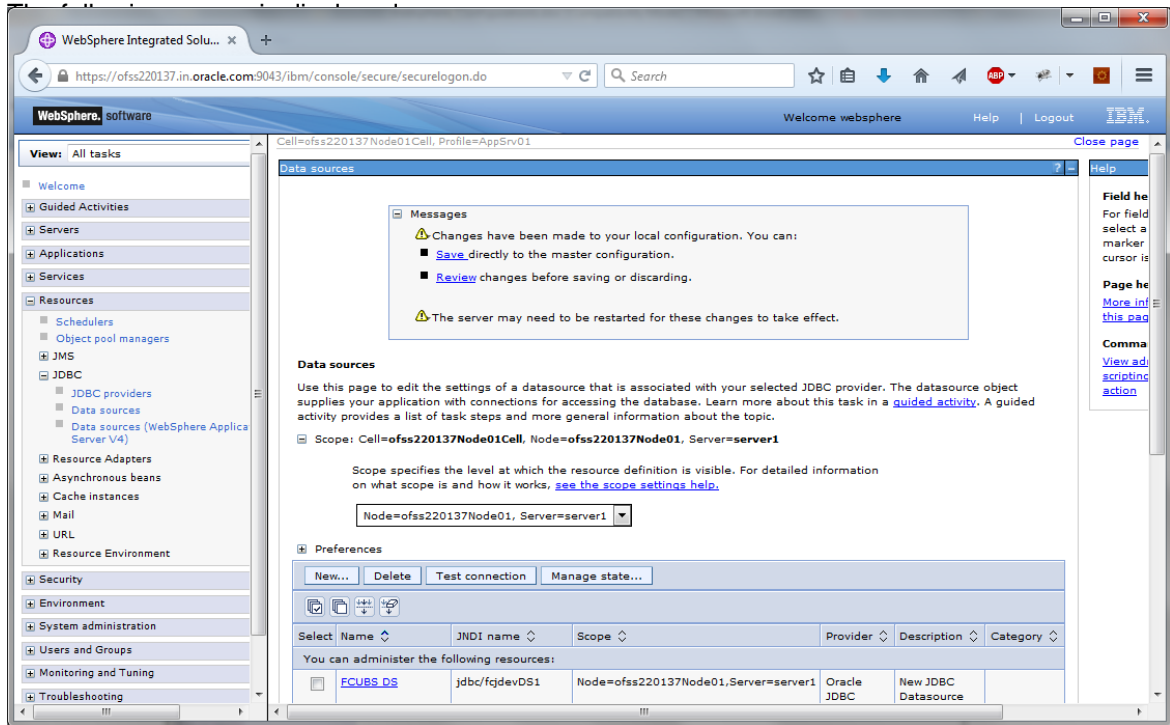 WebSphere Integrated Solu... ×
+
https://ofss220137.in.oracle.com:9043/ibm/console/secure/securelogon.do
Search
ABP
WebSphere. software
Welcome websphere
Help | Logout
IBM.
View: All tasks
Welcome
Guided Activities
Servers
Applications
Services
Resources
Schedulers
Object pool managers
JMS
JDBC
JDBC providers
Data sources
Data sources (WebSphere Applica
Server V4)
Resource Adapters
Asynchronous beans
Cache instances
Mail
URL
Resource Environment
Security
Environment
System administration
Users and Groups
Monitoring and Tuning
Troubleshooting
Cell=ofss220137Node01Cell, Profile=AppSrv01
Close page
Data sources
? -
Messages
Changes have been made to your local configuration. You can:
Save directly to the master configuration.
Review changes before saving or discarding.
The server may need to be restarted for these changes to take effect.
Data sources
Use this page to edit the settings of a datasource that is associated with your selected JDBC provider. The datasource object
supplies your application with connections for accessing the database. Learn more about this task in a guided activity. A guided
activity provides a list of task steps and more general information about the topic.
Scope: Cell=ofss220137Node01Cell, Node=ofss220137Node01, Server=server1
Scope specifies the level at which the resource definition is visible. For detailed information
on what scope is and how it works, see the scope settings help.
Node=ofss220137Node01, Server=server1
Preferences
New... Delete Test connection Manage state...
Select Name JNDI name Scope Provider Description Category
You can administer the following resources:
FCUBS DS jdbc/fcjdevDS1 Node=ofss220137Node01,Server=server1 Oracle New JDBC
JDBC Datasource
Help
Field he
For field
select a
marker
cursor is
Page he
More inf
this pag
Comma
View adi
scripting
action